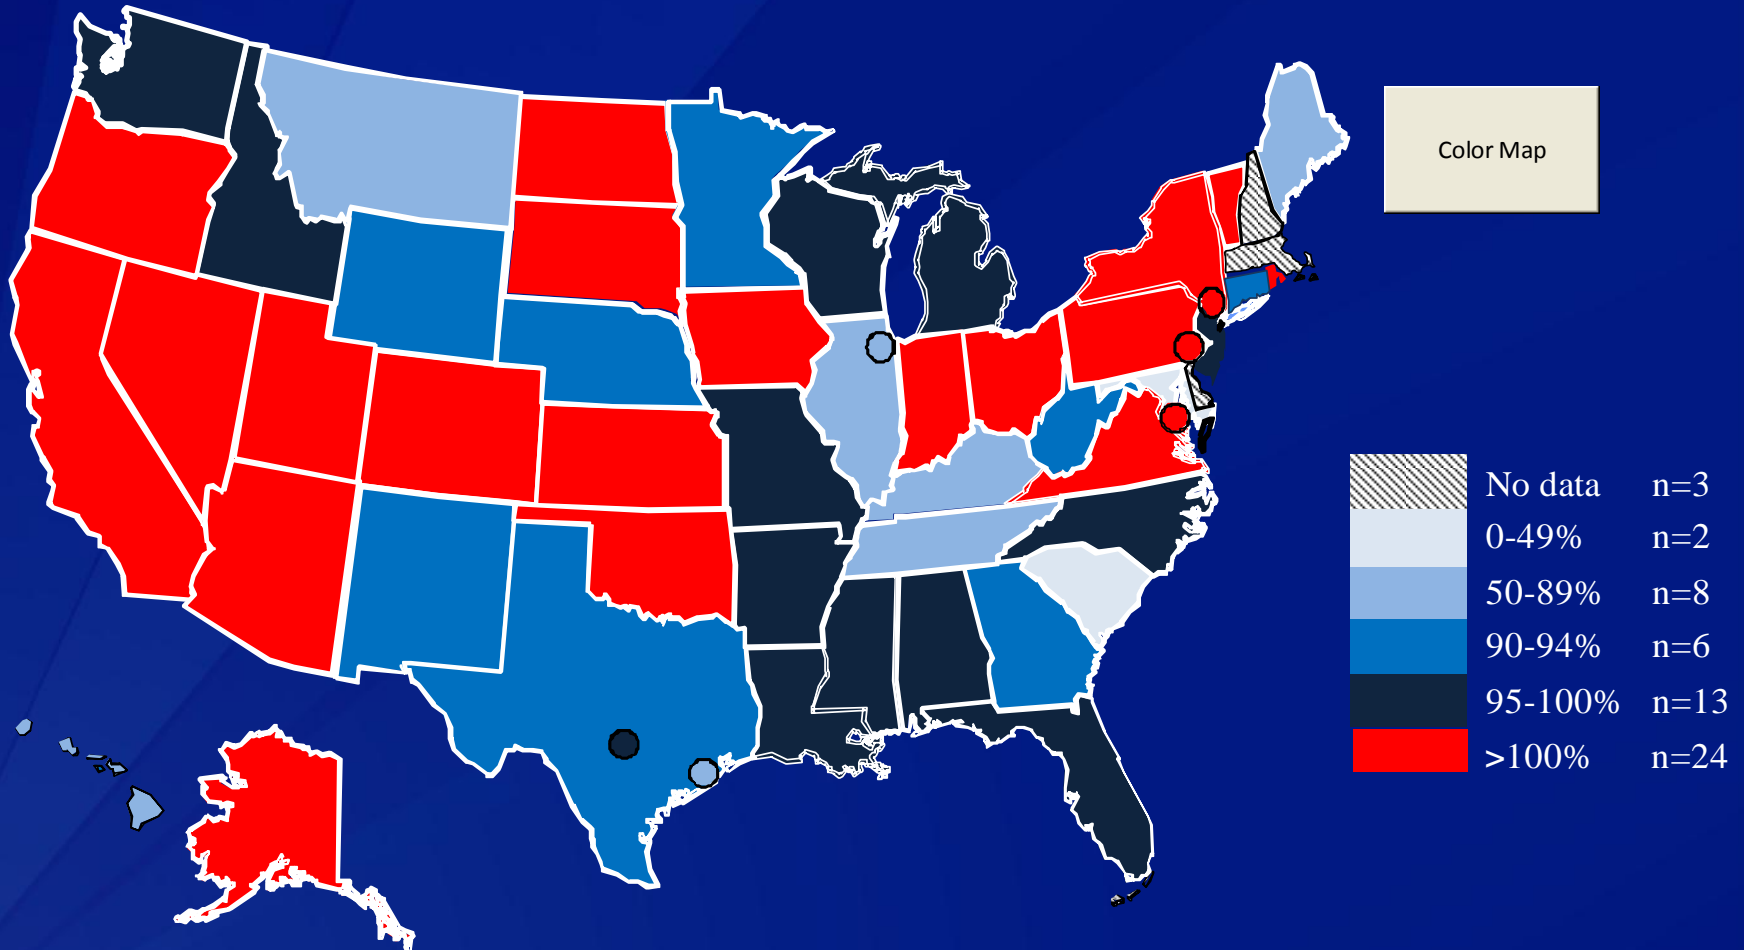 Color Map
No data n=3
0-49% n=2
50-89% n=8
90-94% n=6
95-100% n=13
>100% n=24